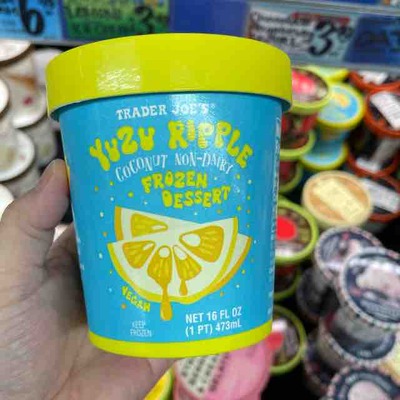 TRADER JOE'S®
YUZU RIPPLE
COCONUT NON-DAIRY
FROZEN
DESSERT
VEGAN
KEEP
FROZEN
NET 16 FL OZ
(1 PT) 473mL